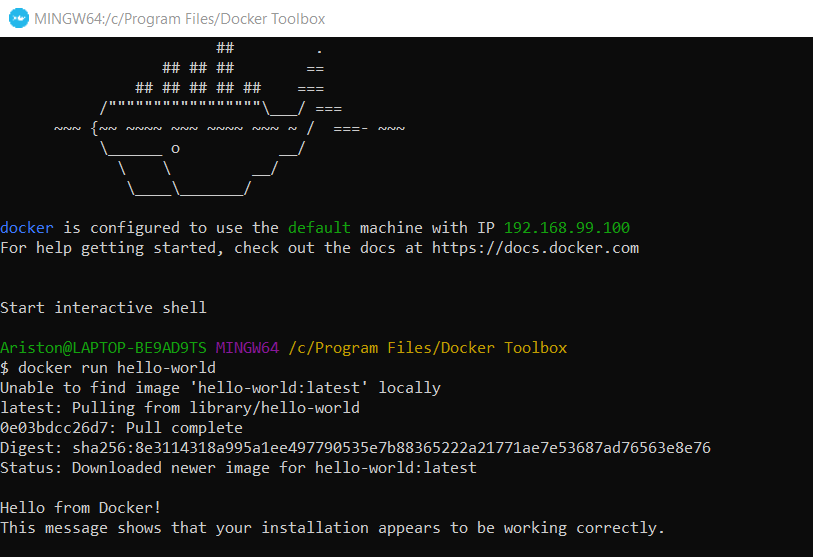 MINGW64:/c/Program Files/Docker Toolbox
                        ##         .
                  ## ## ##        ==
               ## ## ## ## ##    ===
           /"""""""""""""""""\___/ ===
      ~~~ {~~ ~~~~ ~~~ ~~~~ ~~~ ~ /  ===- ~~~
           \______ o           __/
             \    \         __/
              \____\_______/
docker is configured to use the default machine with IP 192.168.99.100
For help getting started, check out the docs at https://docs.docker.com
Start interactive shell
Ariston@LAPTOP-BE9AD9TS MINGW64 /c/Program Files/Docker Toolbox
$ docker run hello-world
Unable to find image 'hello-world:latest' locally
latest: Pulling from library/hello-world
0e03bdcc26d7: Pull complete
Digest: sha256:8e3114318a995a1ee497790535e7b88365222a21771ae7e53687ad76563e8e76
Status: Downloaded newer image for hello-world:latest
Hello from Docker!
This message shows that your installation appears to be working correctly.